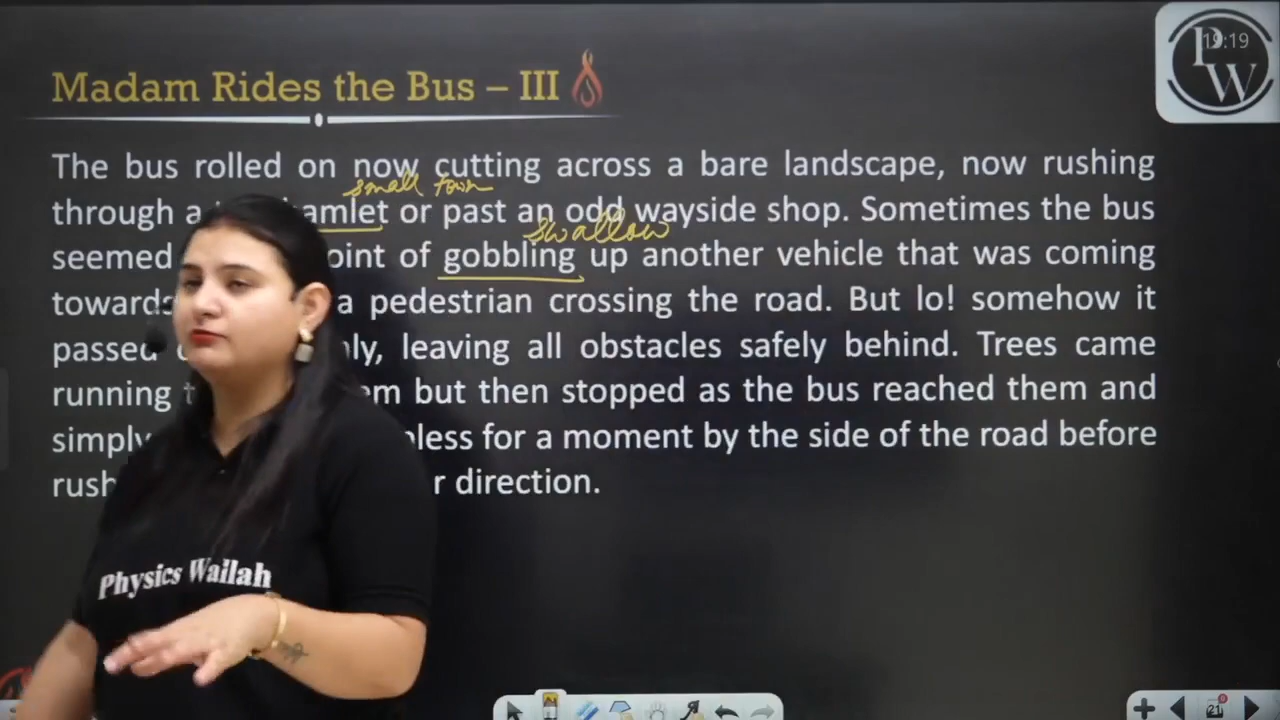 Madam Rides the Bus – III
PW
19:19
The bus rolled on now cutting across a bare landscape, now rushing
small town
through a amlet or past an odd wayside shop. Sometimes the bus
swallow
seemed oint of gobbling up another vehicle that was coming
towards a pedestrian crossing the road. But lo! somehow it
passed ly, leaving all obstacles safely behind. Trees came
running em but then stopped as the bus reached them and
simply less for a moment by the side of the road before
rush r direction.
Physics Wallah
21